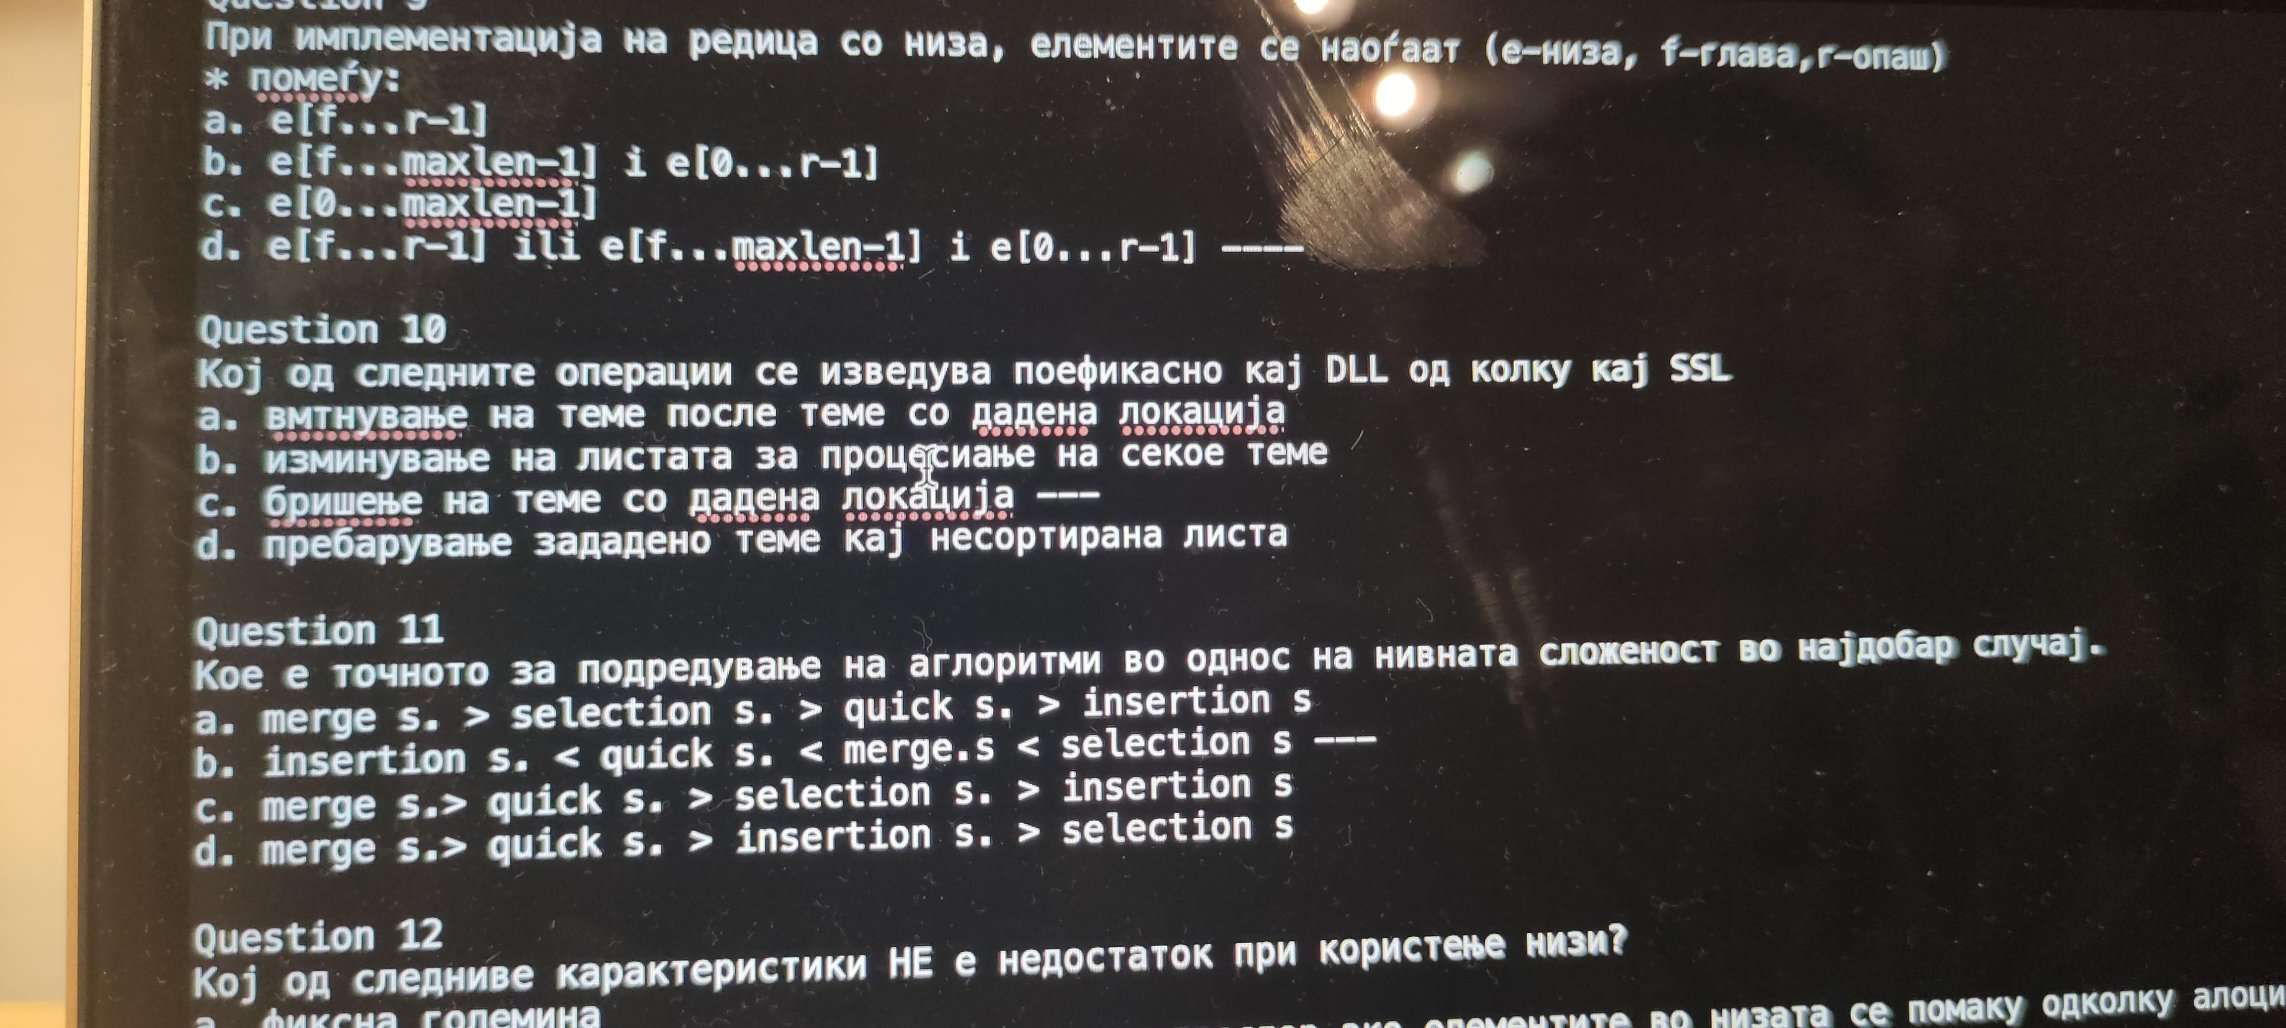 Question 9
При имплементација на редица со низа, елементите се наоѓаат (е-низа, f-глава,r-опаш)
* помеѓу:
a. e[f...r-1]
b. e[f...maxlen-1] i e[0...r-1]
c. e[0...maxlen-1]
d. e[f...r-1] ili e[f...maxlen-1] i e[0...r-1] ----
Question 10
Кој од следните операции се изведува поефикасно кај DLL од колку кај SSL
a. вмтнување на теме после теме со дадена локација
b. изминување на листата за процесиање на секое теме
c. бришење на теме со дадена локација ---
d. пребарување зададено теме кај несортирана листа
Question 11
Кое е точното за подредување на аглоритми во однос на нивната сложеност во најдобар случај.
a. merge s. > selection s. > quick s. > insertion s
b. insertion s. < quick s. < merge.s < selection s ---
c. merge s.> quick s. > selection s. > insertion s
d. merge s.> quick s. > insertion s. > selection s
Question 12
Кој од следниве карактеристики НЕ е недостаток при користење низи?
a. фиксна големина
ако елементите во низата се помаку одколку алоци